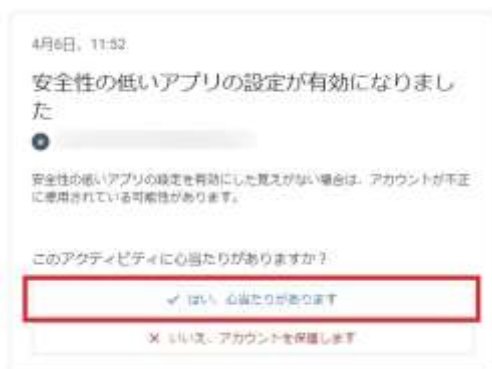 4月6日、11:52
安全性の低いアプリの設定が有効になりまし
た
安全性の低いアプリの設定を有効にした覚えがない場合は、アカウントが不正
に使用されている可能性があります。
このアクティビティに心当たりがありますか？
✓ はい、心当たりがあります
✕ いいえ、アカウントを保護します